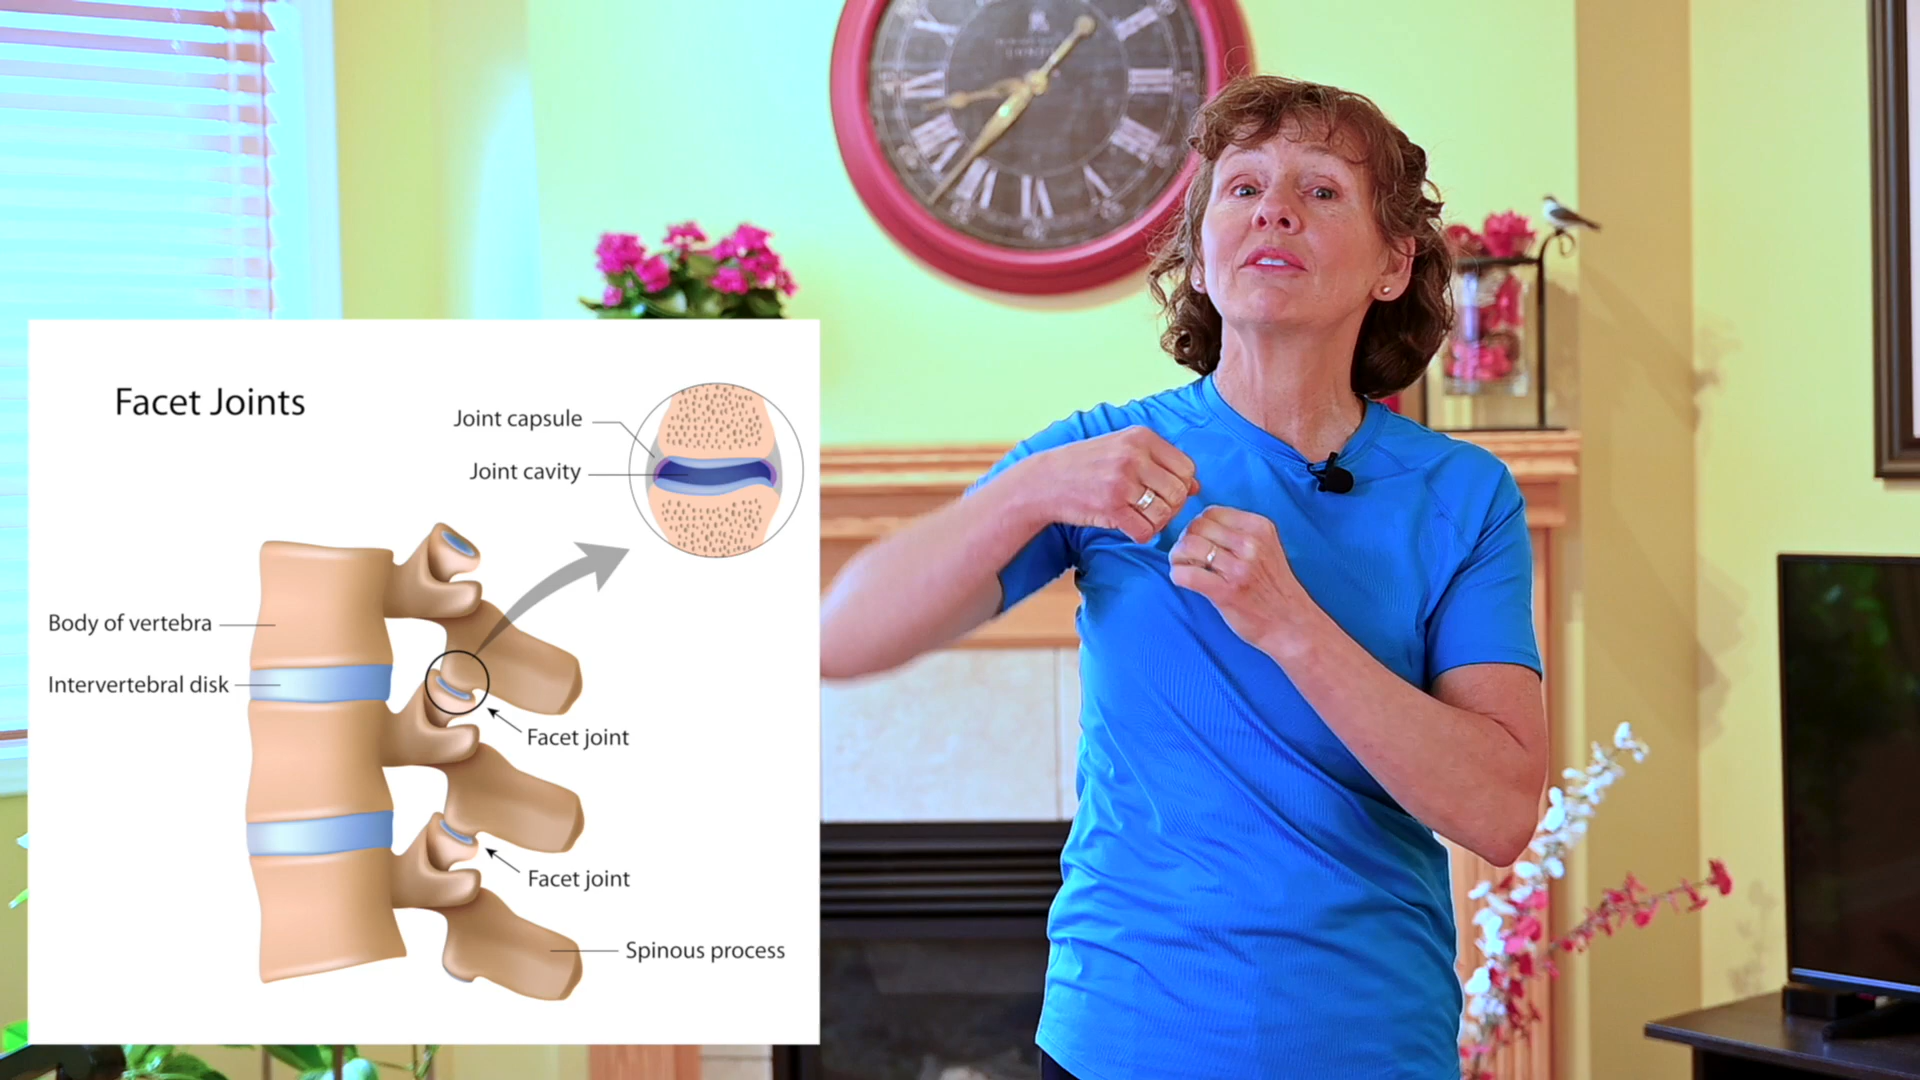 Facet Joints
Joint capsule
Joint cavity
Body of vertebra
Intervertebral disk
Facet joint
Facet joint
Spinous process